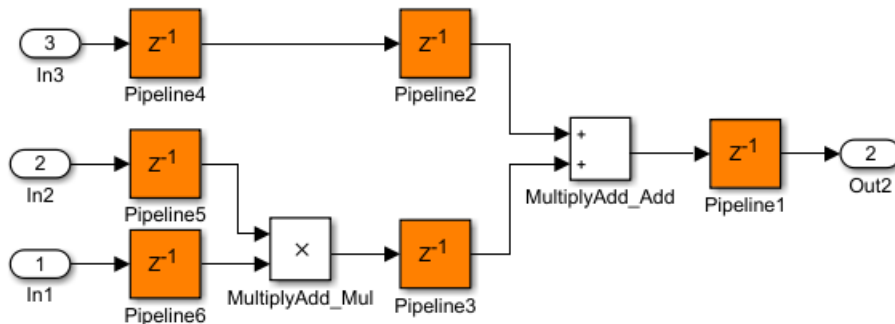 3
In3
Z-1
Pipeline4
Z-1
Pipeline2
2
In2
Z-1
Pipeline5
1
In1
Z-1
Pipeline6
×
MultiplyAdd_Mul
Z-1
Pipeline3
+
+
MultiplyAdd_Add
Z-1
Pipeline1
2
Out2